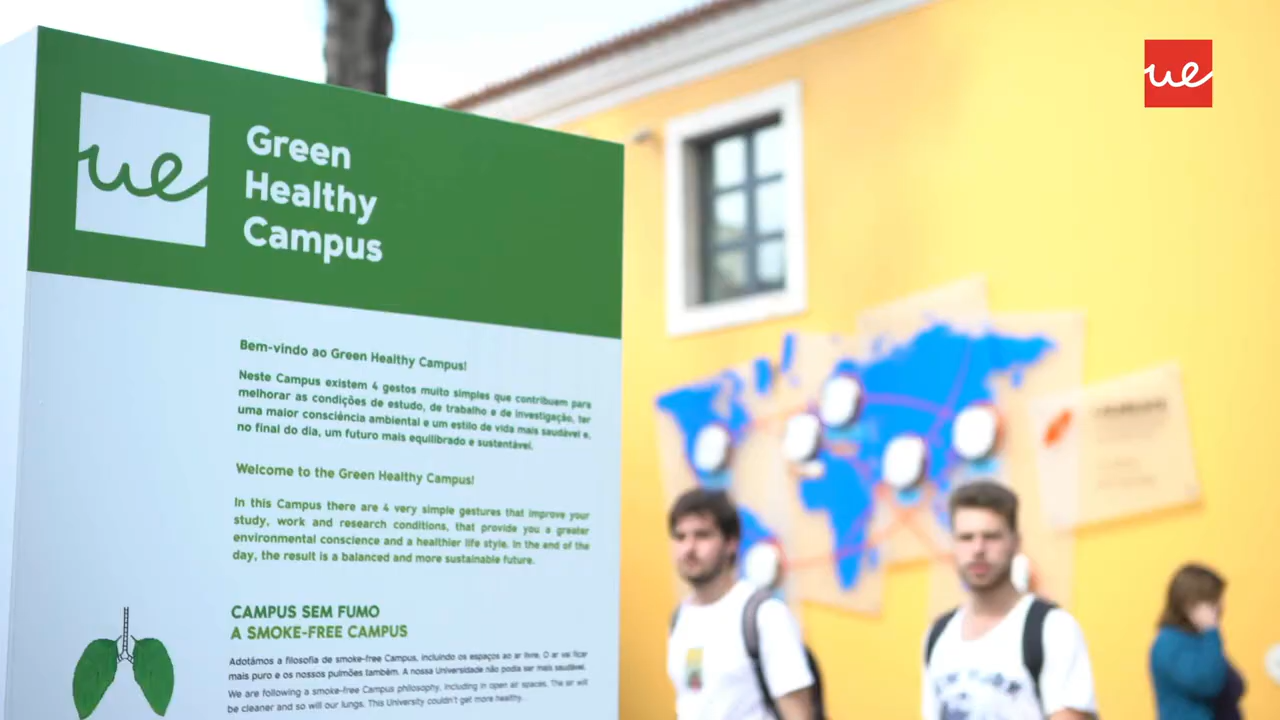 ue
ue
Green
Healthy
Campus
Bem-vindo ao Green Healthy Campus!
Neste Campus existem 4 gestos muito simples que contribuem para
melhorar as condições de estudo, de trabalho e de investigação, ter
uma maior consciência ambiental e um estilo de vida mais saudável e,
no final do dia, um futuro mais equilibrado e sustentável.
Welcome to the Green Healthy Campus!
In this Campus there are 4 very simple gestures that improve your
study, work and research conditions, that provide you a greater
environmental conscience and a healthier life style. In the end of the
day, the result is a balanced and more sustainable future.
CAMPUS SEM FUMO
A SMOKE-FREE CAMPUS
Adotámos a filosofia de smoke-free Campus, incluindo os espaços ao ar livre. O ar vai ficar
mais puro e os nossos pulmões também. A nossa Universidade não podia ser mais saudável.
We are following a smoke-free Campus philosophy, including in open air spaces. The air will
be cleaner and so will our lungs. This University couldn't get more healthy.